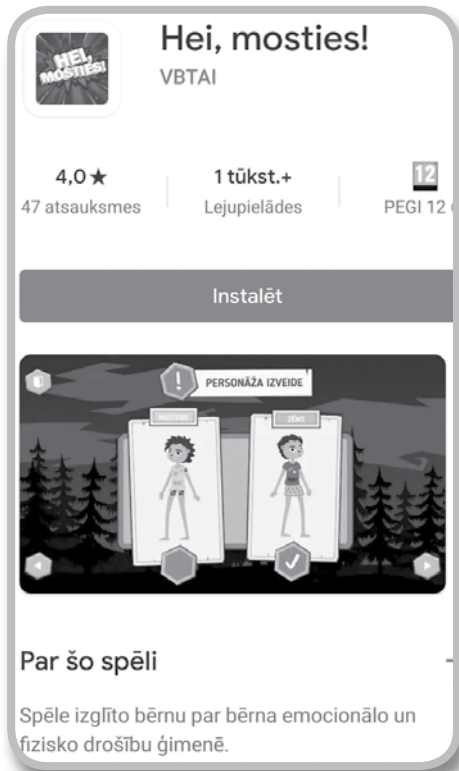 HEI,
MOSTIES!
Hei, mosties!
VBTAI
4,0★
47 atsauksmes
1 tūkst.+
Lejupielādes
12
PEGI 12
Instalēt
! PERSONĀŽA IZVEIDE
MEITENE
ZĒNS
Par šo spēli
Spēle izglīto bērnu par bērna emocionālo un
fizisko drošību ģimenē.